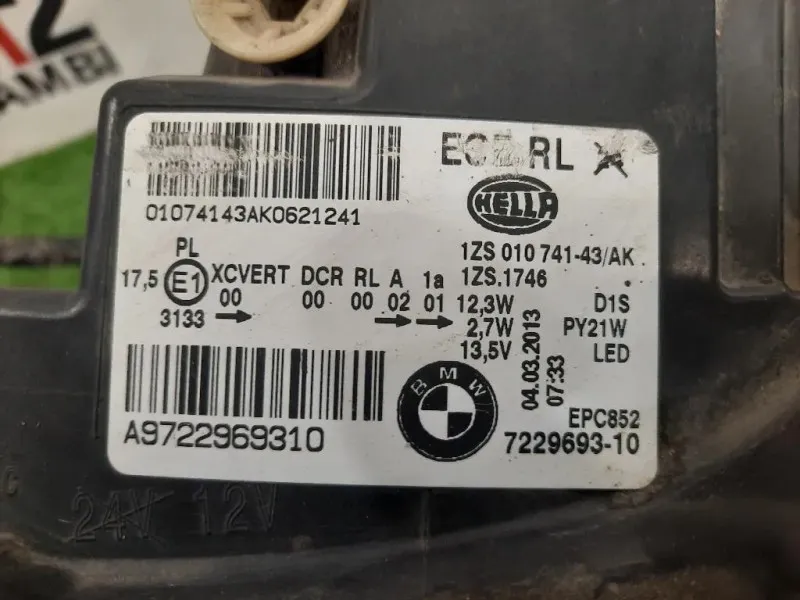 AMBI
ECE RL
01074143AK0621241
HELLA
1ZS 010 741-43/AK
1ZS.1746
PL
17,5 E1 XCVERT DCR RL A 1a
00 00 00 02 01
3133
12,3W D1S
2,7W PY21W
13,5V LED
04.03.2013
07:33
BMW
EPC852
A9722969310
7229693-10
24V 12V